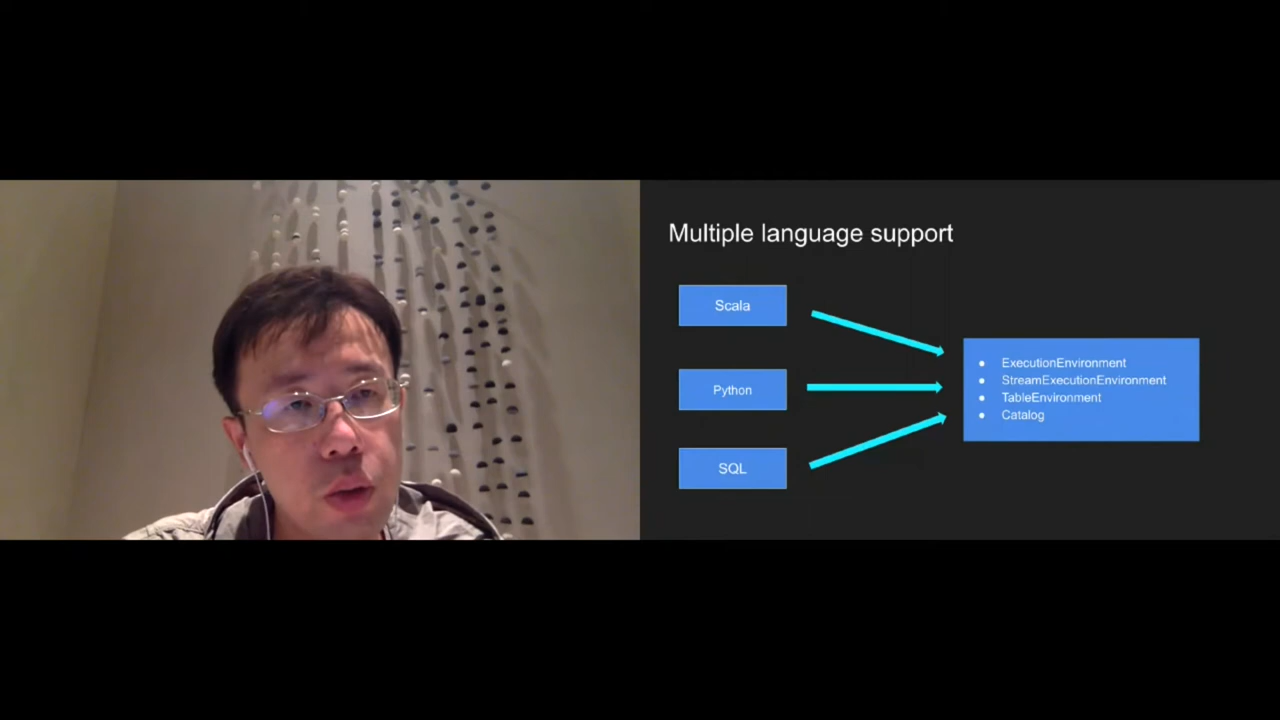 Multiple language support
Scala
Python
SQL
• ExecutionEnvironment
• StreamExecutionEnvironment
• TableEnvironment
• Catalog